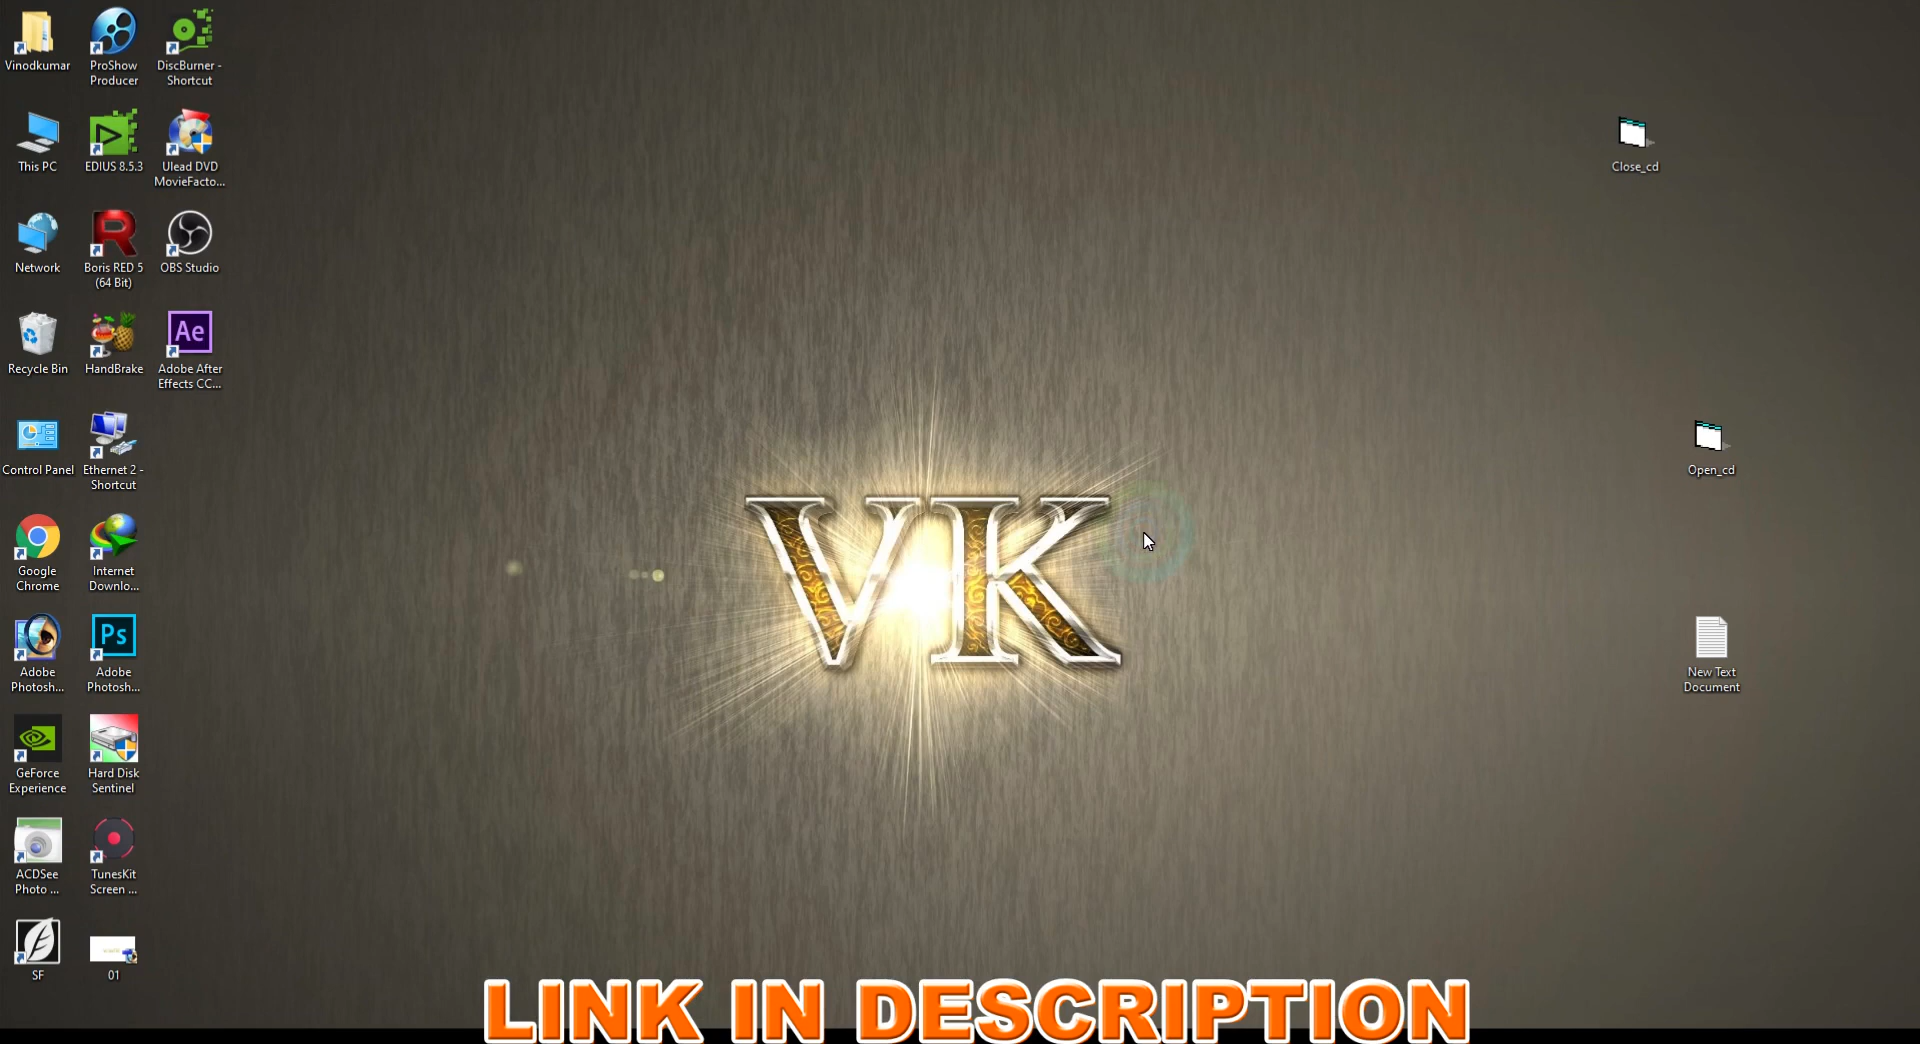 Vinodkumar
ProShow
Producer
DiscBurner -
Shortcut
This PC
EDIUS 8.5.3
Ulead DVD
MovieFacto...
Network
Boris RED 5
(64 Bit)
OBS Studio
Recycle Bin
HandBrake
Ae
Adobe After
Effects CC...
Control Panel
Ethernet 2 -
Shortcut
Google
Chrome
Internet
Downlo...
Adobe
Photosh...
Ps
Adobe
Photosh...
GeForce
Experience
Hard Disk
Sentinel
ACDSee
Photo ...
TunesKit
Screen ...
SF
01
Close_cd
Open_cd
New Text
Document
VK
LINK IN DESCRIPTION